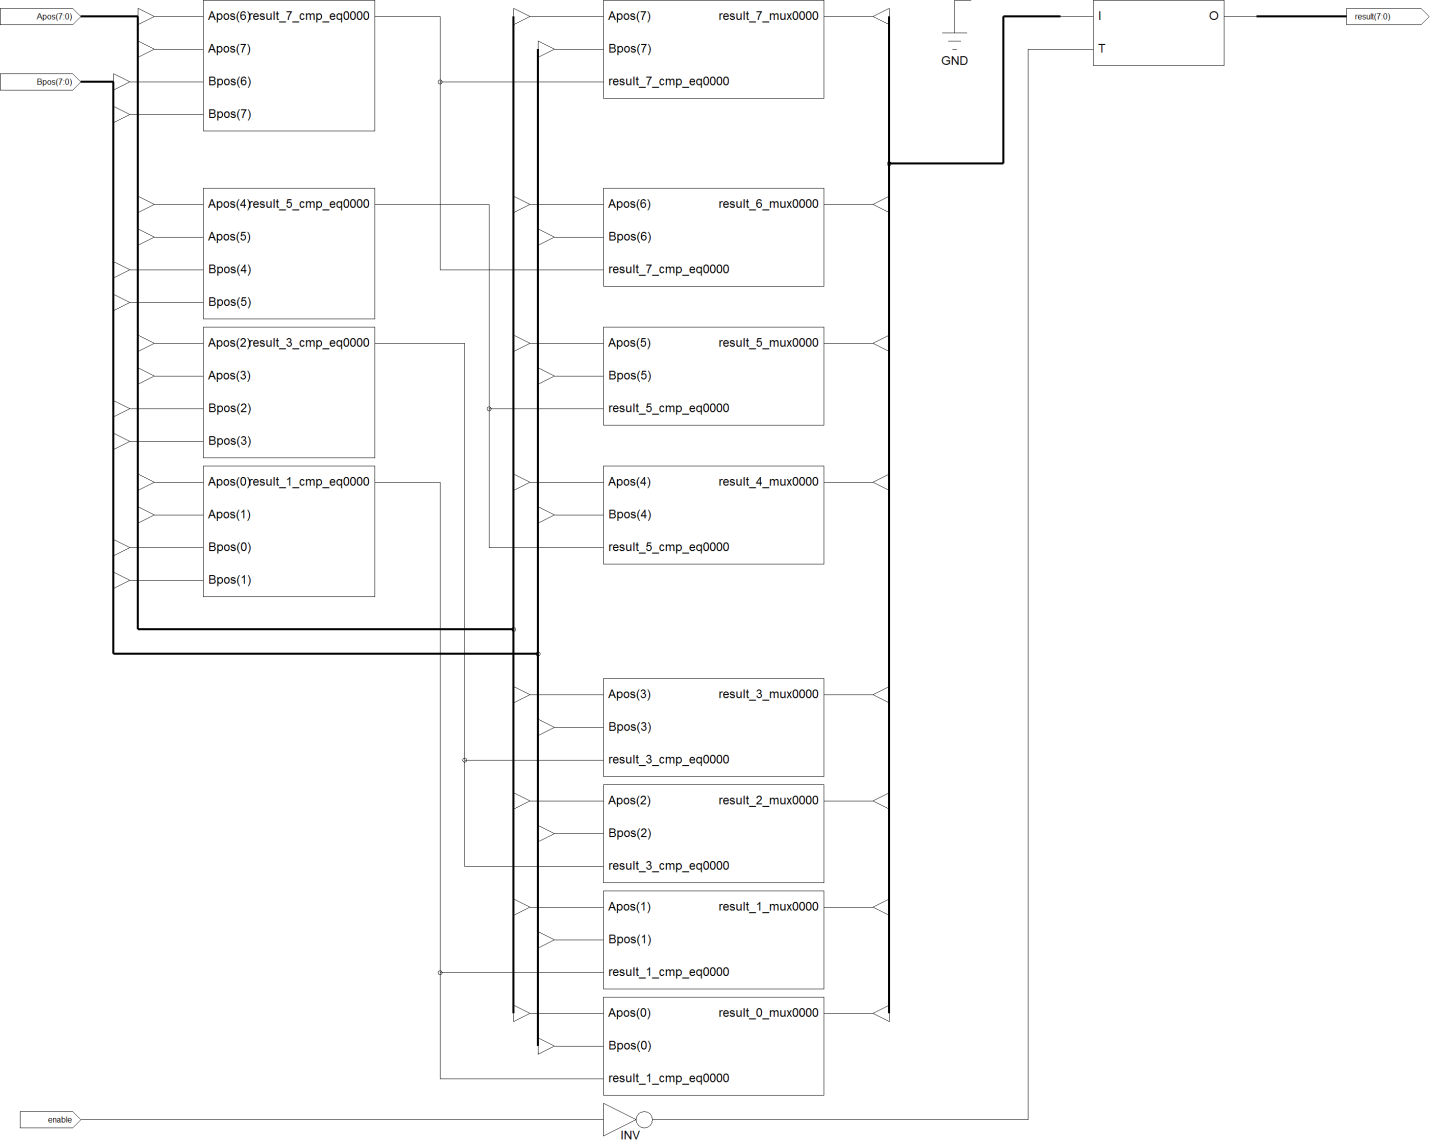 Apos(7:0)
Bpos(7:0)
Apos(6)result_7_cmp_eq0000
Apos(7)
Bpos(6)
Bpos(7)
Apos(4)result_5_cmp_eq0000
Apos(5)
Bpos(4)
Bpos(5)
Apos(2)result_3_cmp_eq0000
Apos(3)
Bpos(2)
Bpos(3)
Apos(0)result_1_cmp_eq0000
Apos(1)
Bpos(0)
Bpos(1)
Apos(7) result_7_mux0000
Bpos(7)
result_7_cmp_eq0000
Apos(6) result_6_mux0000
Bpos(6)
result_7_cmp_eq0000
Apos(5) result_5_mux0000
Bpos(5)
result_5_cmp_eq0000
Apos(4) result_4_mux0000
Bpos(4)
result_5_cmp_eq0000
Apos(3) result_3_mux0000
Bpos(3)
result_3_cmp_eq0000
Apos(2) result_2_mux0000
Bpos(2)
result_3_cmp_eq0000
Apos(1) result_1_mux0000
Bpos(1)
result_1_cmp_eq0000
Apos(0) result_0_mux0000
Bpos(0)
result_1_cmp_eq0000
GND
I O
T
result(7:0)
enable
INV